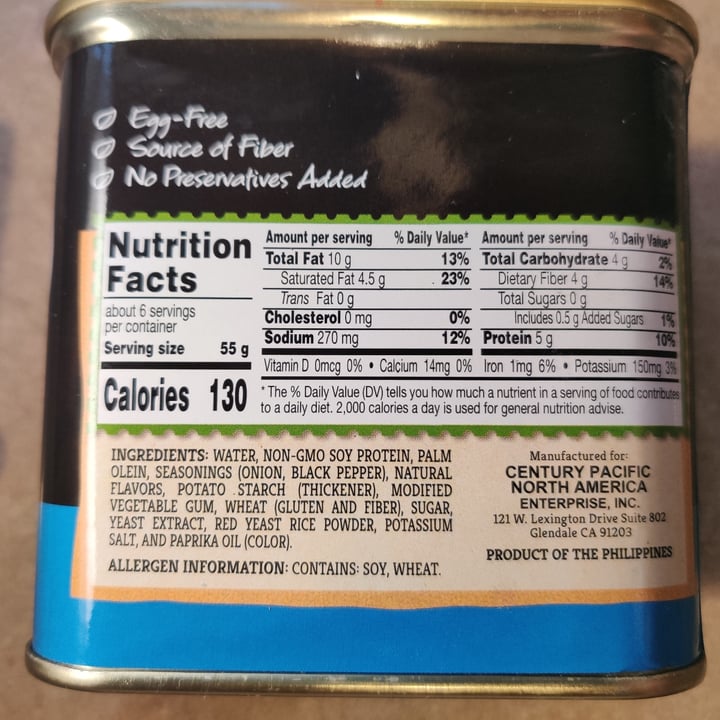 Egg-Free
Source of Fiber
No Preservatives Added
Nutrition
Facts
about 6 servings
per container
Serving size 55 g
Calories 130
Amount per serving % Daily Value*
Total Fat 10 g 13%
Saturated Fat 4.5 g 23%
Trans Fat 0 g
Cholesterol 0 mg 0%
Sodium 270 mg 12%
Amount per serving % Daily Value*
Total Carbohydrate 4 g 2%
Dietary Fiber 4 g 14%
Total Sugars 0 g
Includes 0.5 g Added Sugars 1%
Protein 5 g 10%
Vitamin D 0mcg 0% • Calcium 14mg 0% Iron 1mg 6% • Potassium 150mg 3%
* The % Daily Value (DV) tells you how much a nutrient in a serving of food contributes
to a daily diet. 2,000 calories a day is used for general nutrition advise.
INGREDIENTS: WATER, NON-GMO SOY PROTEIN, PALM
OLEIN, SEASONINGS (ONION, BLACK PEPPER), NATURAL
FLAVORS, POTATO STARCH (THICKENER), MODIFIED
VEGETABLE GUM, WHEAT (GLUTEN AND FIBER), SUGAR,
YEAST EXTRACT, RED YEAST RICE POWDER, POTASSIUM
SALT, AND PAPRIKA OIL (COLOR).
ALLERGEN INFORMATION: CONTAINS: SOY, WHEAT.
Manufactured for:
CENTURY PACIFIC
NORTH AMERICA
ENTERPRISE, INC.
121 W. Lexington Drive Suite 802
Glendale CA 91203
PRODUCT OF THE PHILIPPINES